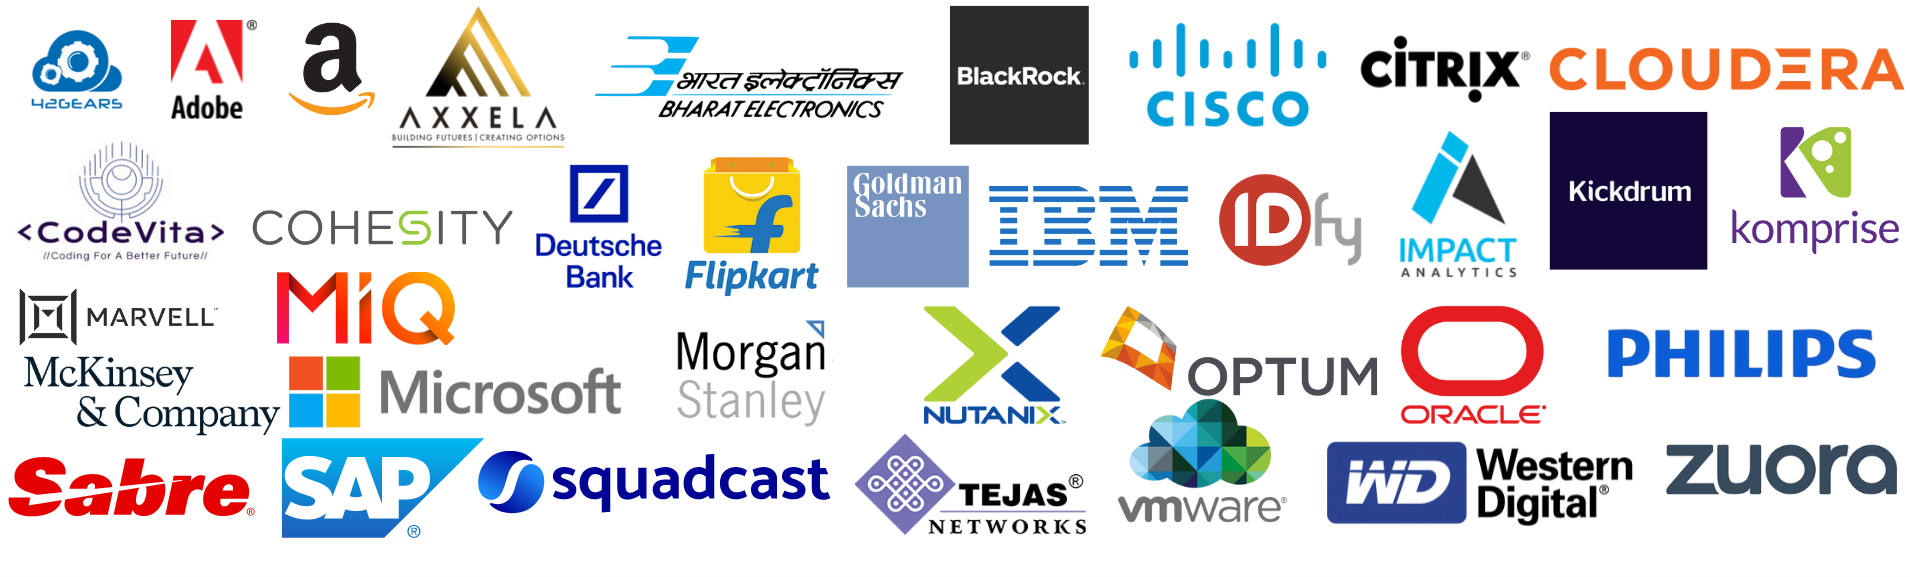 42GEARS
Adobe®
a
AXXELA
BUILDING FUTURES | CREATING OPTIONS
भारत इलेक्ट्रॉनिक्स
BHARAT ELECTRONICS
BlackRock.
CISCO
CITRIX®
CLOUDERA
<CodeVita>
//Coding For A Better Future//
COHESITY
Deutsche
Bank
f
Flipkart
Goldman
Sachs
IBM
IDfy
IMPACT
ANALYTICS
Kickdrum
komprise
MARVELL™
MiQ
McKinsey
& Company
Microsoft
Morgan
Stanley
NUTANIX™
OPTUM
ORACLE®
PHILIPS
Sabre®
SAP®
squadcast
TEJAS®
NETWORKS
vmware®
WD
Western
Digital®
zuora